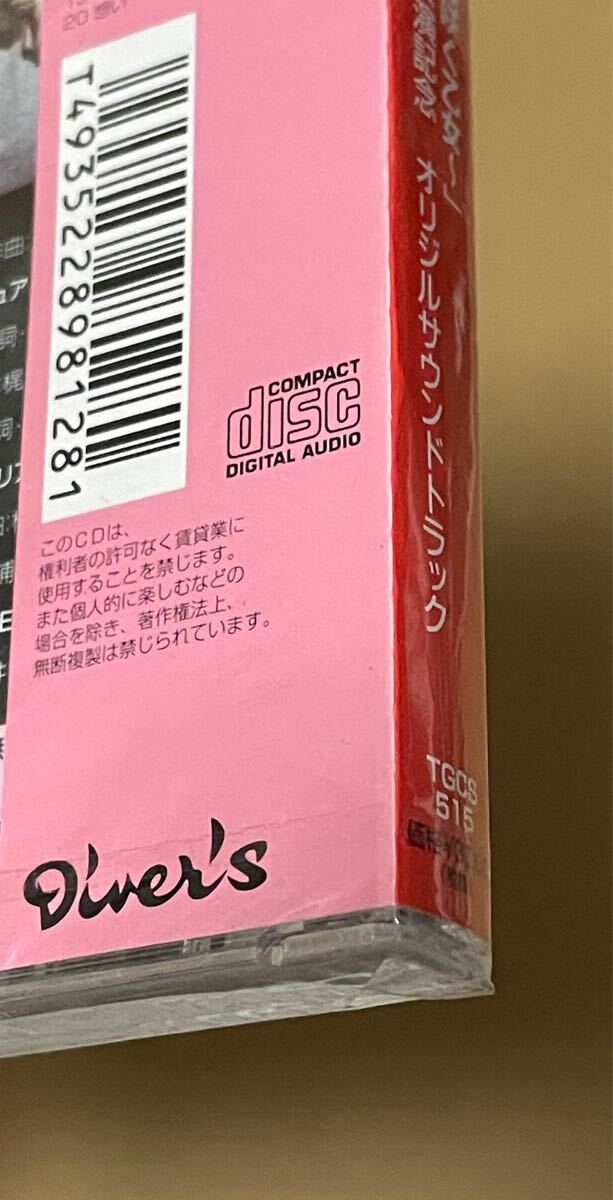 20 想い
T4935228981281
COMPACT
disc
DIGITAL AUDIO
このCDは、
権利者の許可なく賃貸業に
使用することを禁じます。
また個人的に楽しむなどの
場合を除き、著作権法上、
無断複製は禁じられています。
D'iver's
オリジナルサウンドトラック
TGCS
515